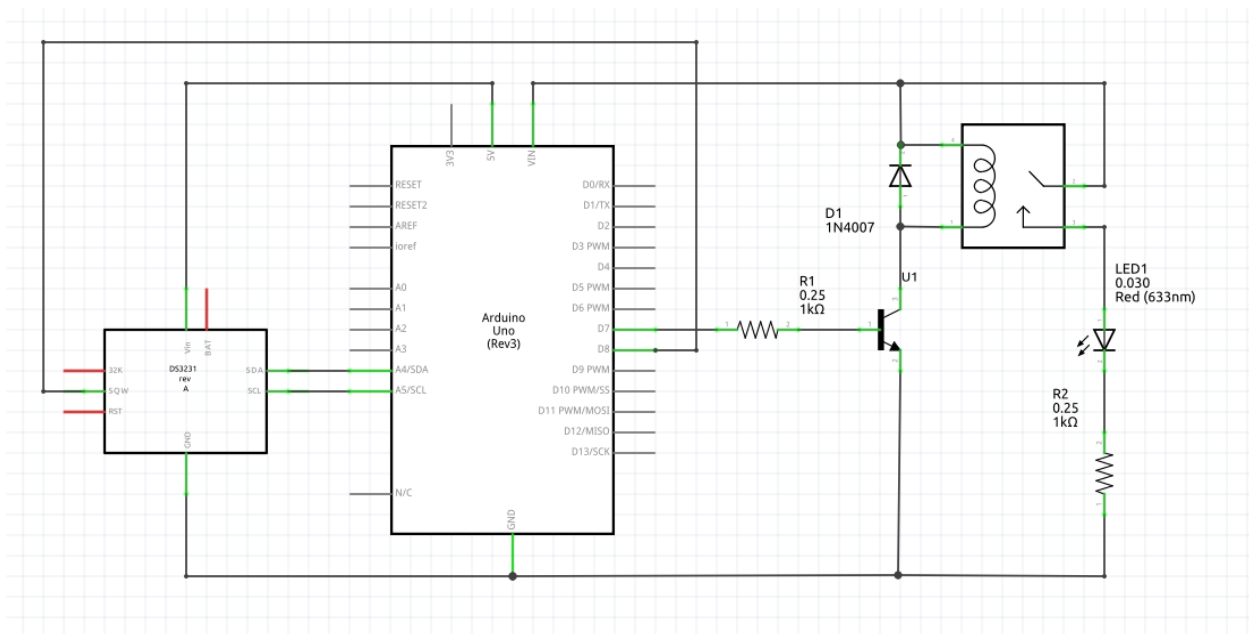 3V3
5V
VIN
RESET
RESET2
AREF
ioref
A0
A1
A2
A3
A4/SDA
A5/SCL
N/C
Arduino
Uno
(Rev3)
D0/RX
D1/TX
D2
D3 PWM
D4
D5 PWM
D6 PWM
D7
D8
D9 PWM
D10 PWM/SS
D11 PWM/MOSI
D12/MISO
D13/SCK
GND
Vin
BAT
DS3231
rev
A
32K
SQW
RST
SDA
SCL
GND
R1
0.25
1kΩ
1
2
D1
1N4007
U1
LED1
0.030
Red (633nm)
R2
0.25
1kΩ